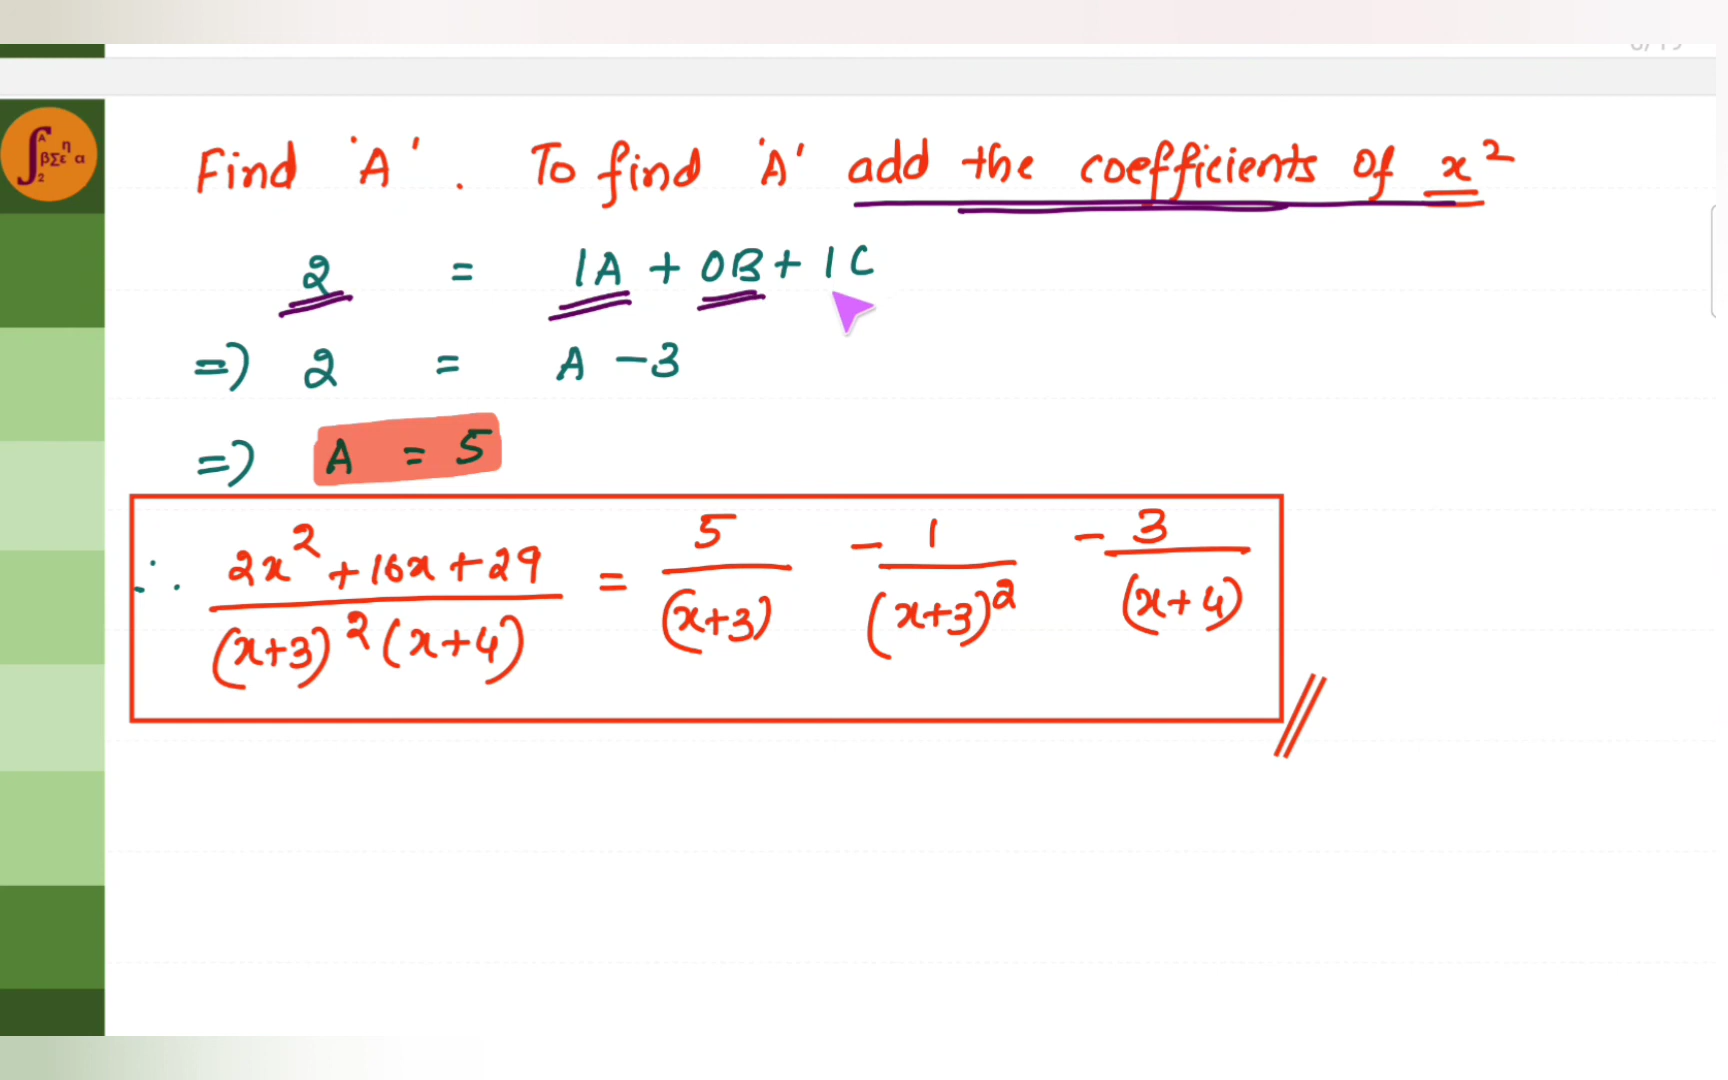 Find 'A'. To find 'A' add the coefficients of x²
2 = 1A + 0B + 1C
=) 2 = A - 3
=) A = 5
∴ 2x² + 16x + 29 / (x+3)² (x+4) = 5 / (x+3) - 1 / (x+3)² - 3 / (x+4)